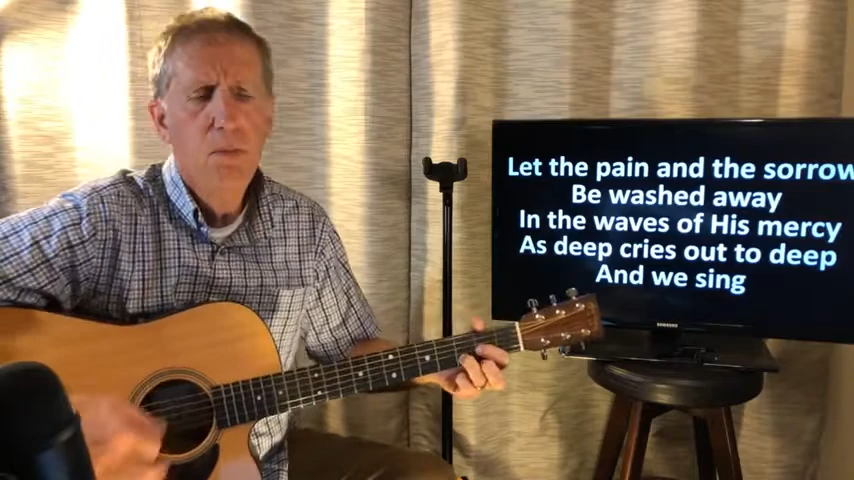 Let the pain and the sorrow
Be washed away
In the waves of His mercy
As deep cries out to deep,
And we sing